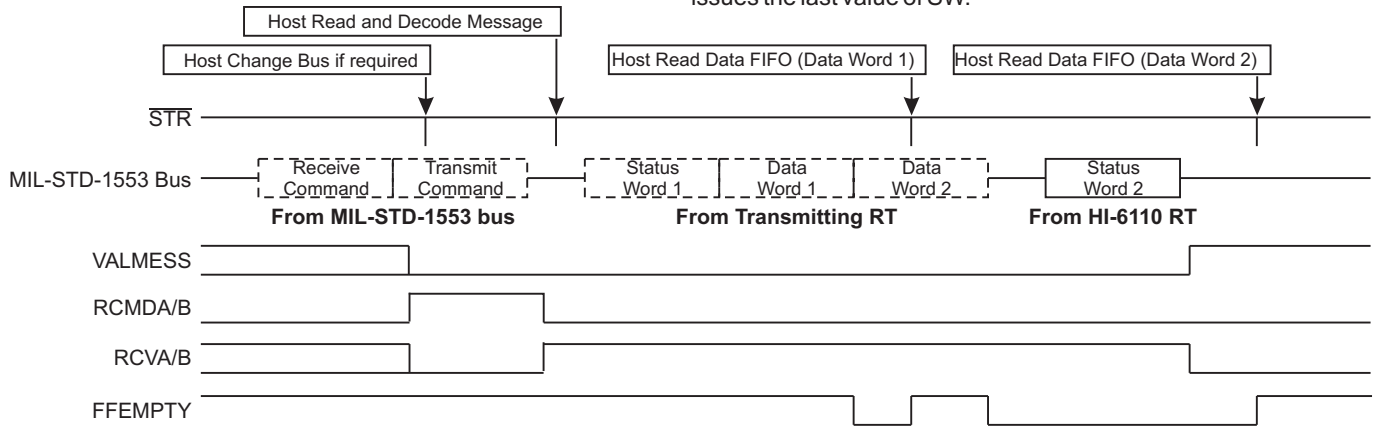 issues the last value of SW.
Host Read and Decode Message
Host Change Bus if required
Host Read Data FIFO (Data Word 1)
Host Read Data FIFO (Data Word 2)
STR
MIL-STD-1553 Bus
Receive
Command
Transmit
Command
Status
Word 1
Data
Word 1
Data
Word 2
Status
Word 2
From MIL-STD-1553 bus
From Transmitting RT
From HI-6110 RT
VALMESS
RCMDA/B
RCVA/B
FFEMPTY